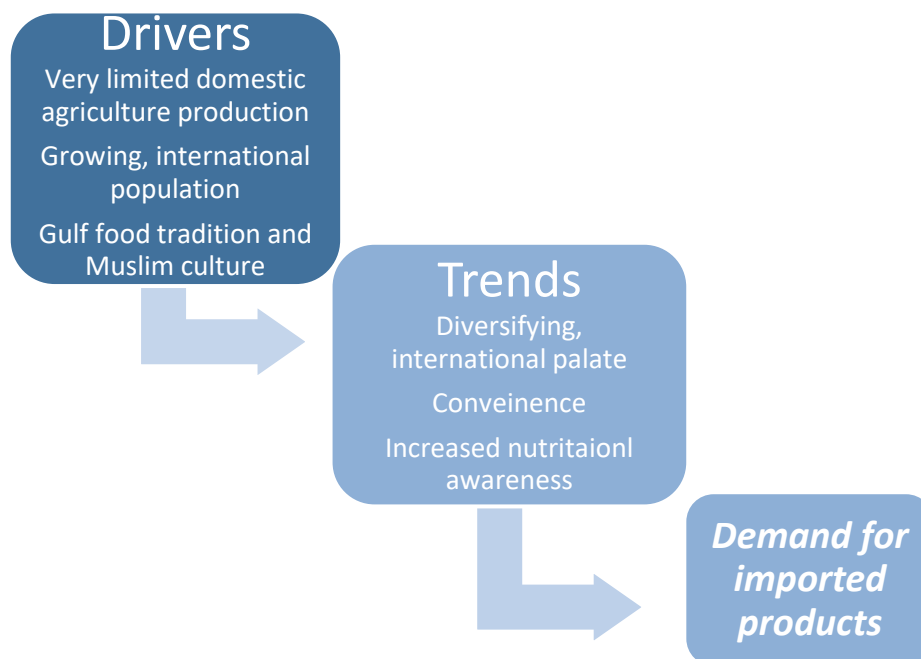 Drivers
Very limited domestic
agriculture production
Growing, international
population
Gulf food tradition and
Muslim culture
Trends
Diversifying,
international palate
Conveinence
Increased nutritaionl
awareness
Demand for
imported
products